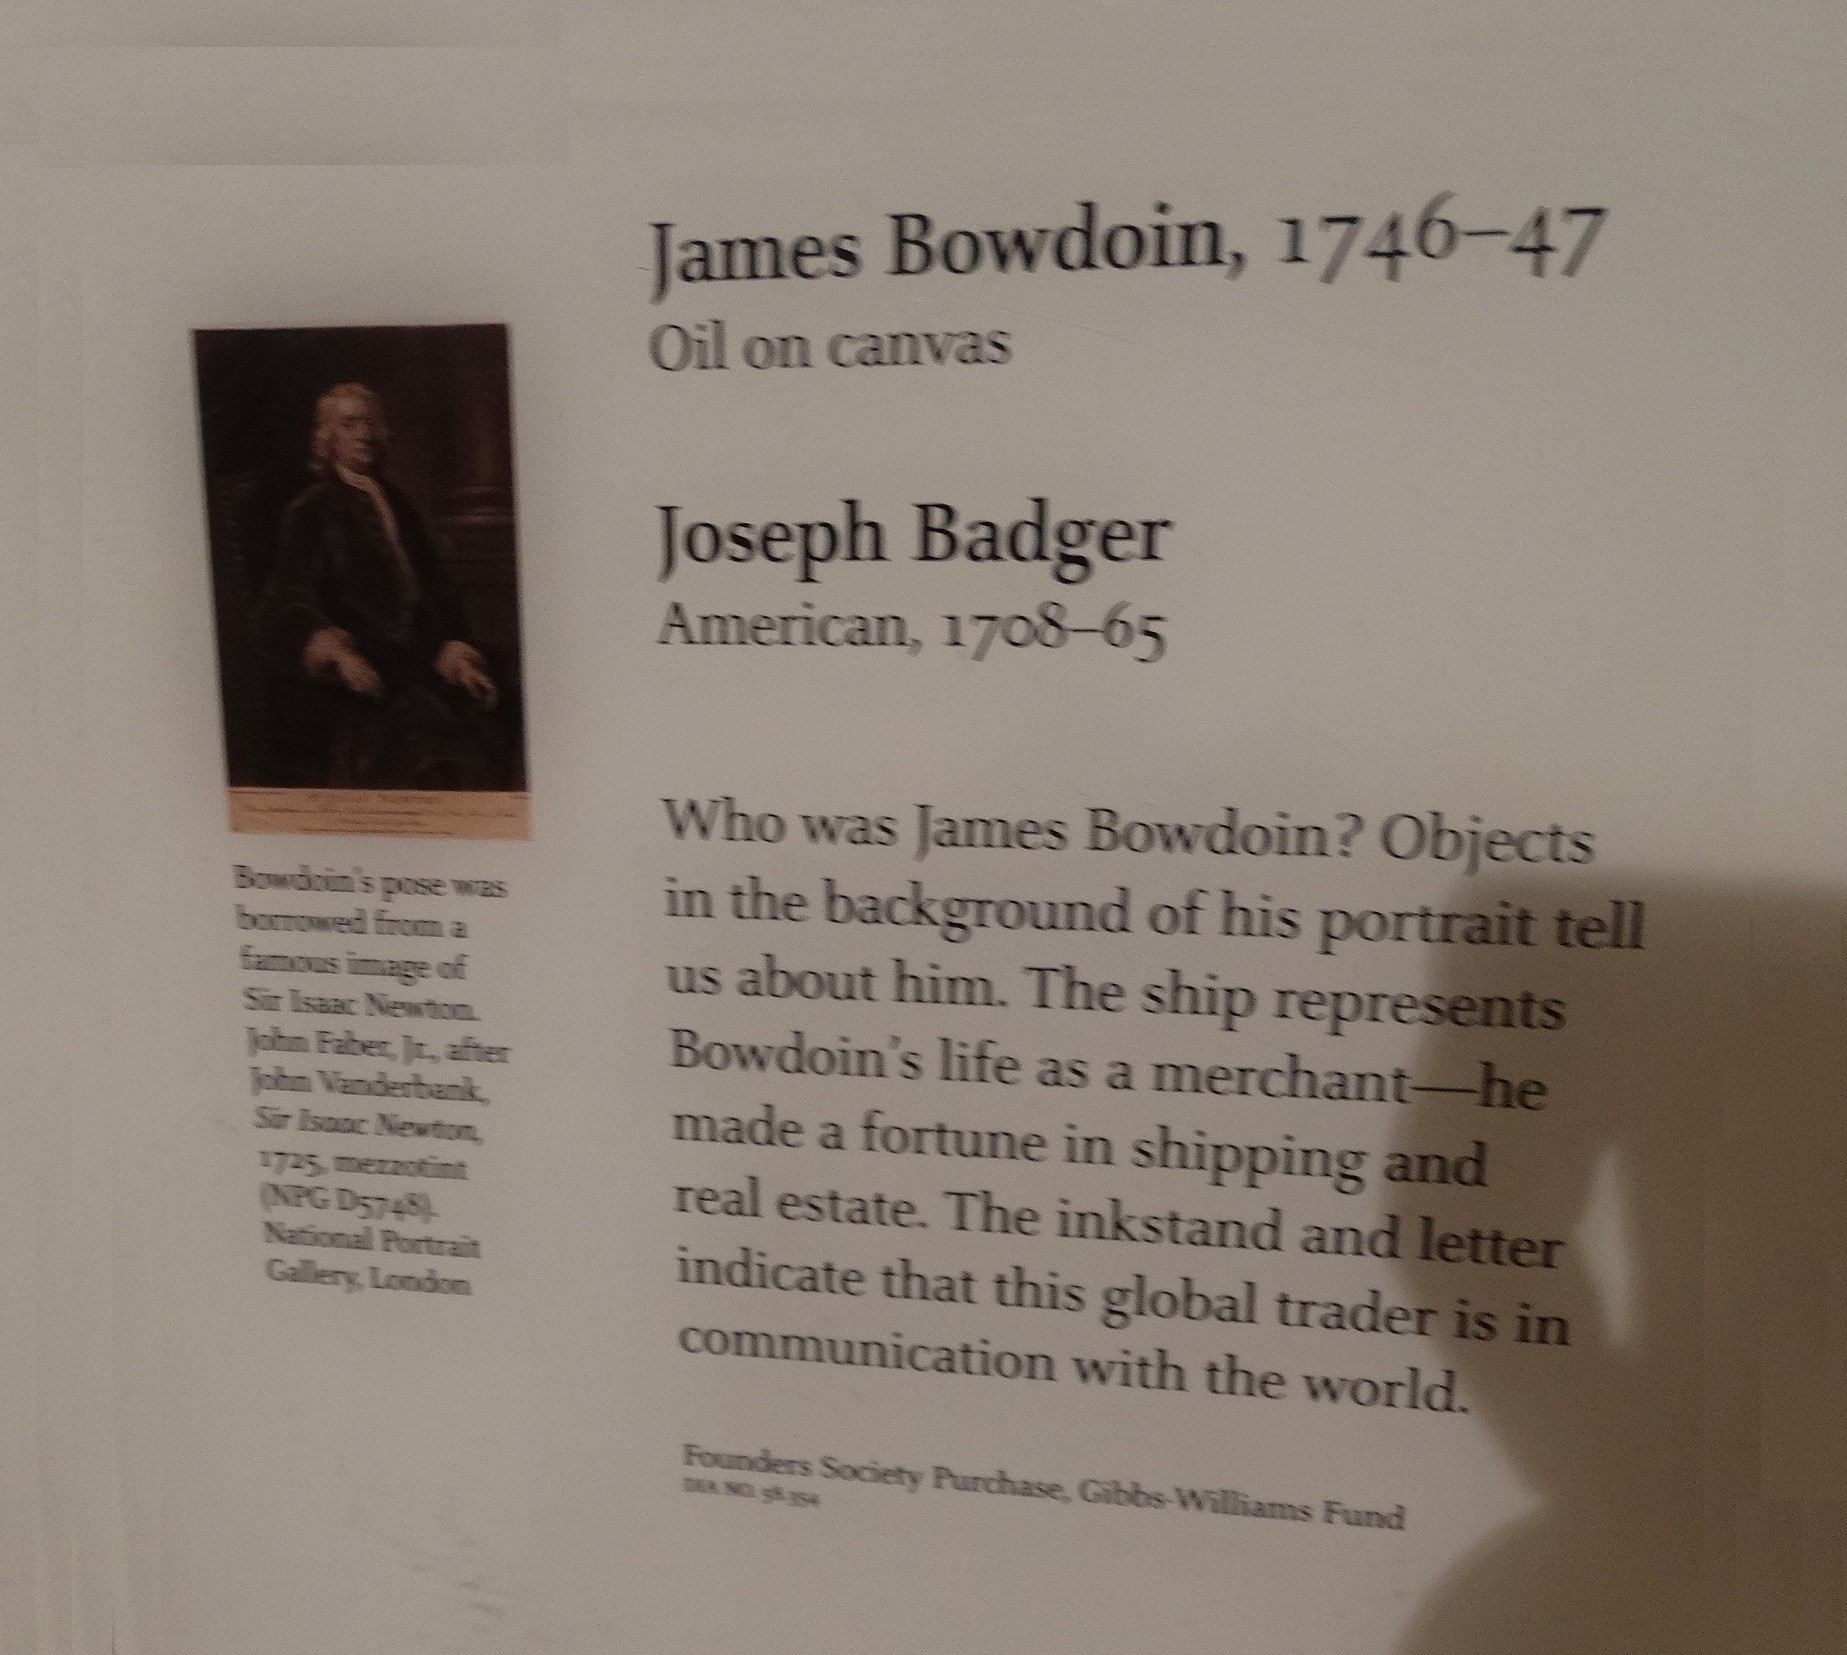 James Bowdoin, 1746–47
Oil on canvas
Joseph Badger
American, 1708–65
Who was James Bowdoin? Objects
in the background of his portrait tell
us about him. The ship represents
Bowdoin's life as a merchant—he
made a fortune in shipping and
real estate. The inkstand and letter
indicate that this global trader is in
communication with the world.
Founders Society Purchase, Gibbs-Williams Fund
DIA NO. 58.354
Bowdoin's pose was
borrowed from a
famous image of
Sir Isaac Newton.
John Faber, Jr., after
John Vanderbank,
Sir Isaac Newton,
1725, mezzotint
(NPG D5748).
National Portrait
Gallery, London